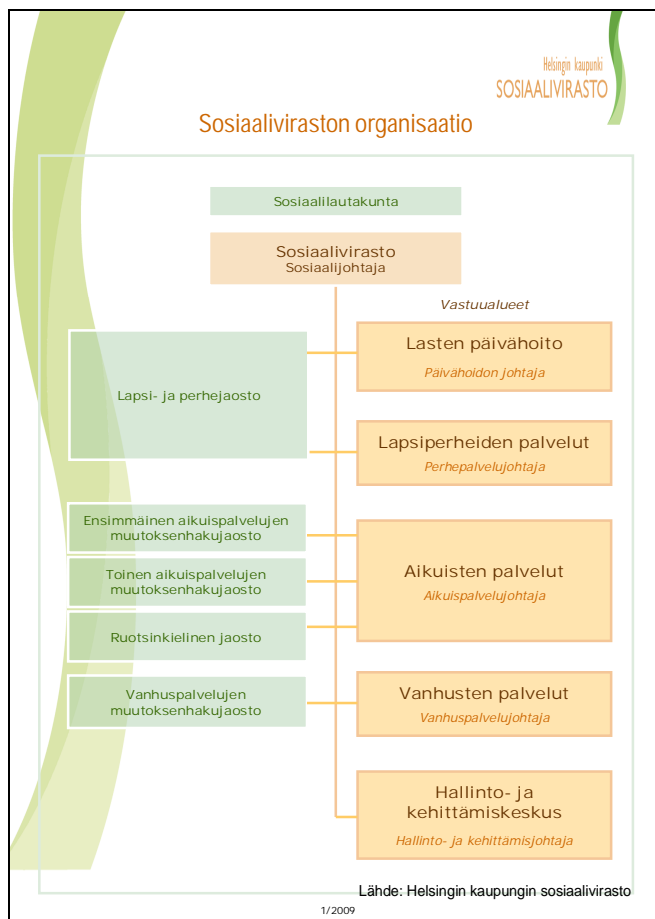 Helsingin kaupunki
SOSIAALIVIRASTO
Sosiaaliviraston organisaatio
Sosiaalilautakunta
Sosiaalivirasto
Sosiaalijohtaja
Vastuualueet
Lapsi- ja perhejaosto
Lasten päivähoito
Päivähoidon johtaja
Lapsiperheiden palvelut
Perhepalvelujohtaja
Ensimmäinen aikuispalvelujen
muutoksenhakujaosto
Toinen aikuispalvelujen
muutoksenhakujaosto
Ruotsinkielinen jaosto
Aikuisten palvelut
Aikuispalvelujohtaja
Vanhuspalvelujen
muutoksenhakujaosto
Vanhusten palvelut
Vanhuspalvelujohtaja
Hallinto- ja
kehittämiskeskus
Hallinto- ja kehittämisjohtaja
Lähde: Helsingin kaupungin sosiaalivirasto
1/2009